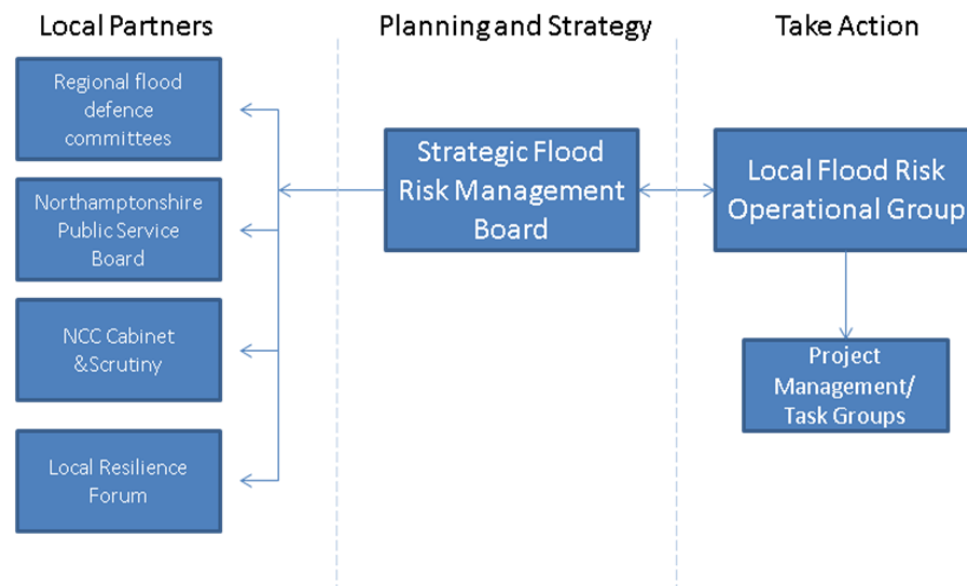 Local Partners
Planning and Strategy
Take Action
Regional flood
defence
committees
Northamptonshire
Public Service
Board
NCC Cabinet
&Scrutiny
Local Resilience
Forum
Strategic Flood
Risk Management
Board
Local Flood Risk
Operational Group
Project
Management/
Task Groups